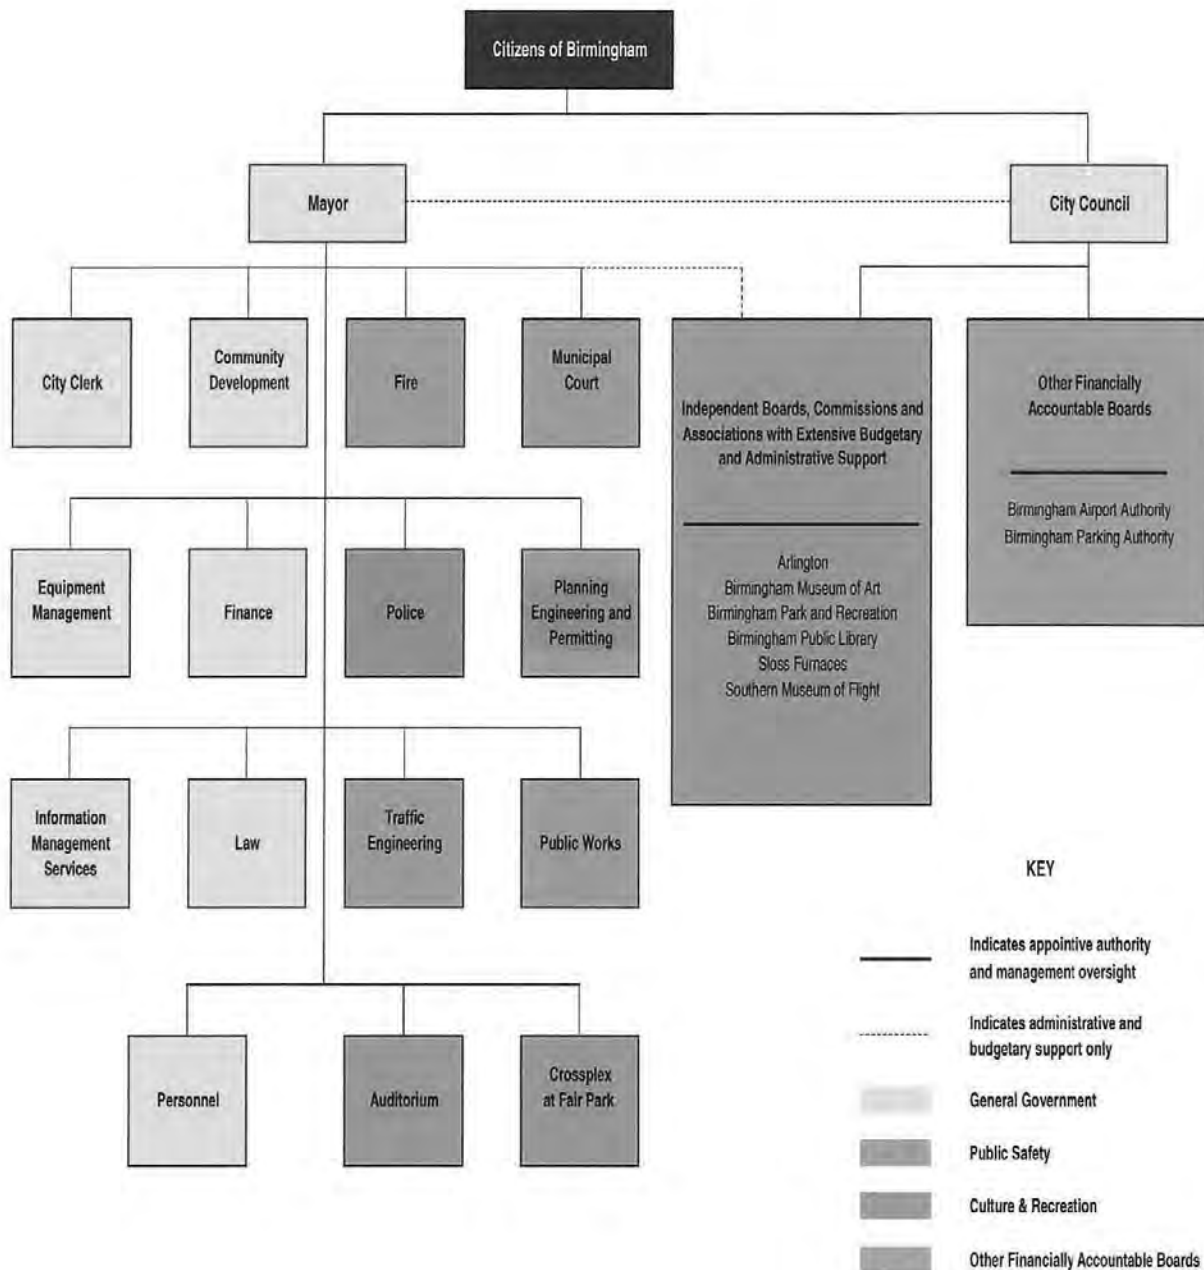 Citizens of Birmingham
Mayor
City Council
City Clerk
Community
Development
Fire
Municipal
Court
Independent Boards, Commissions and
Associations with Extensive Budgetary
and Administrative Support
Arlington
Birmingham Museum of Art
Birmingham Park and Recreation
Birmingham Public Library
Sloss Furnaces
Southern Museum of Flight
Other Financially
Accountable Boards
Birmingham Airport Authority
Birmingham Parking Authority
Equipment
Management
Finance
Police
Planning
Engineering and
Permitting
Information
Management
Services
Law
Traffic
Engineering
Public Works
Personnel
Auditorium
Crossplex
at Fair Park
KEY
Indicates appointive authority
and management oversight
Indicates administrative and
budgetary support only
General Government
Public Safety
Culture & Recreation
Other Financially Accountable Boards